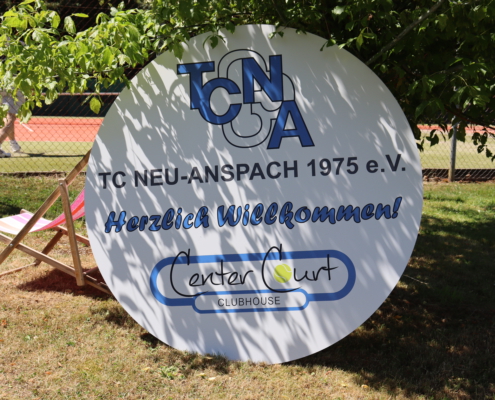 TCNA
TC NEU-ANSPACH 1975 e.V.
Herzlich Willkommen!
Center Court
CLUBHOUSE